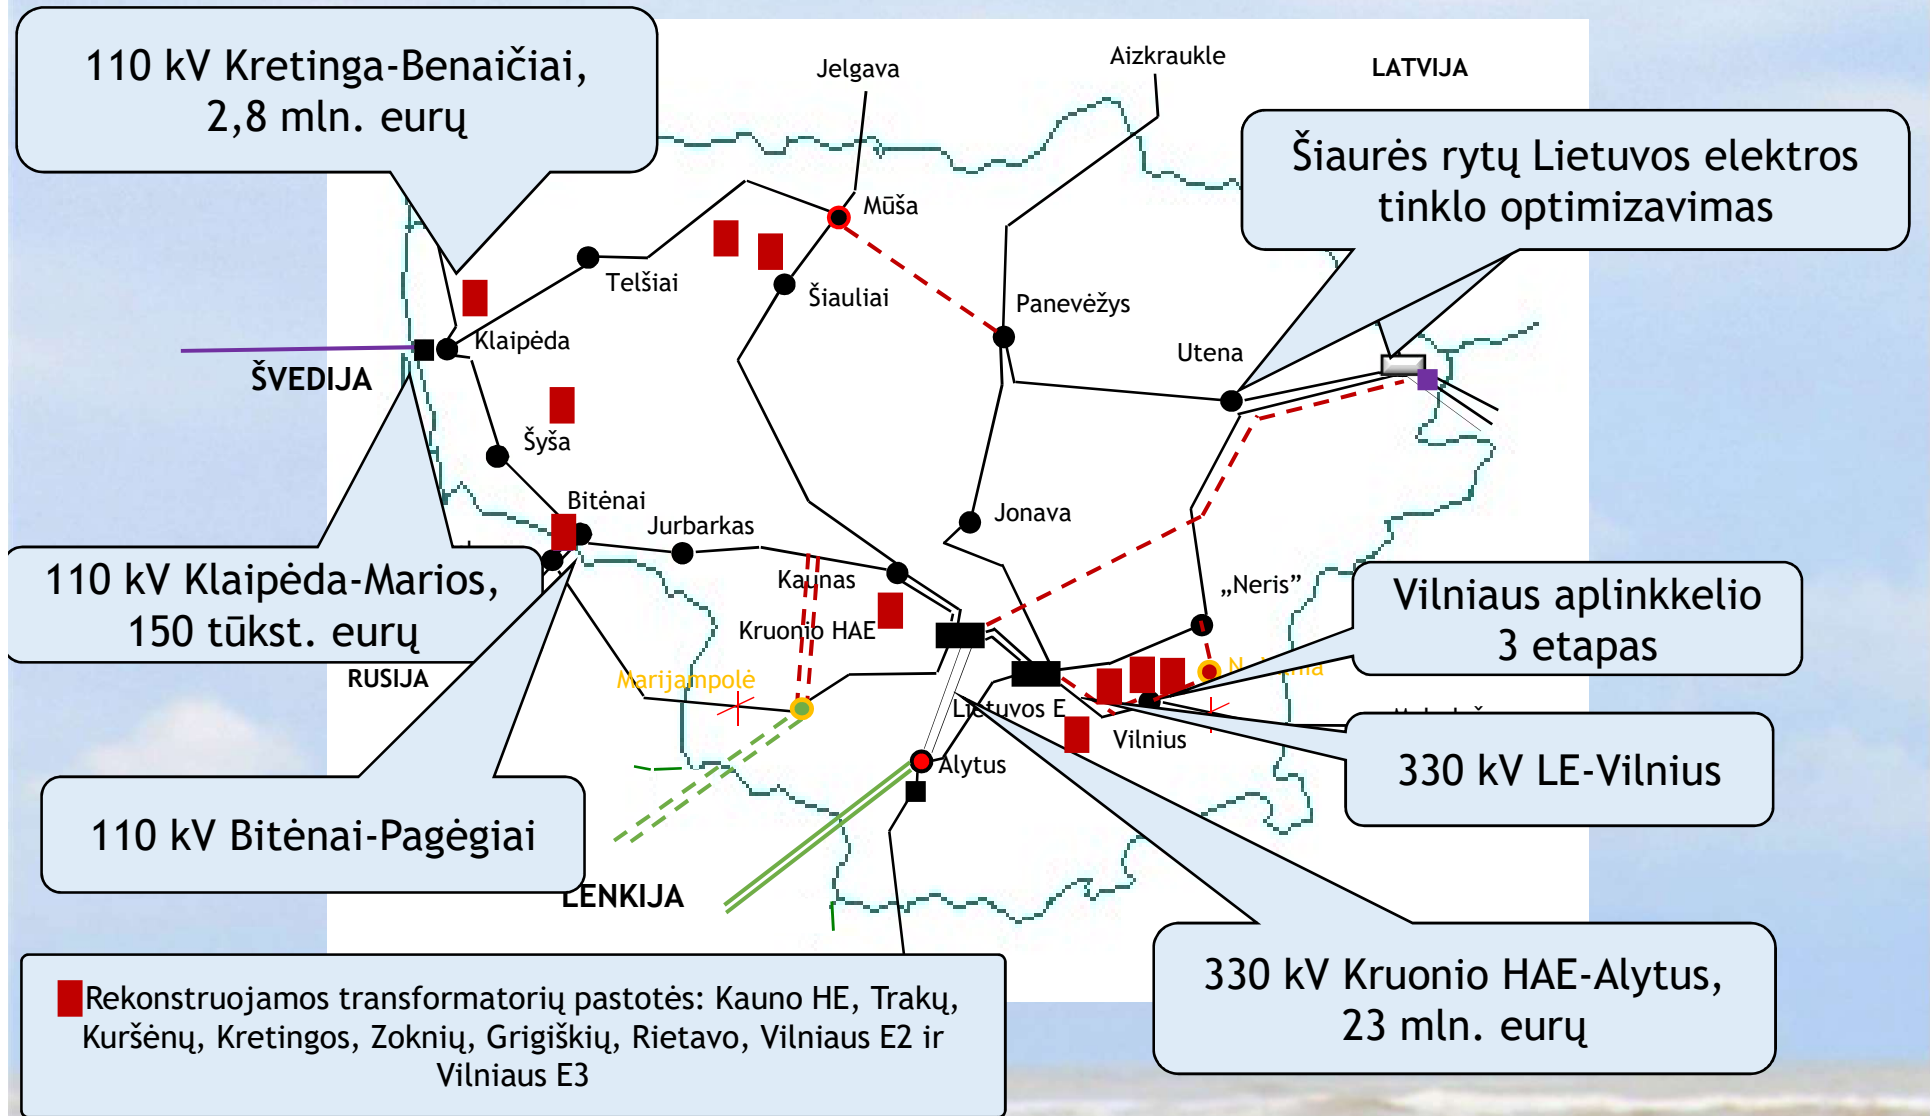 110 kV Kretinga-Benaičiai,
2,8 mln. eurų
Jelgava
Aizkraukle
LATVIJA
Šiaurės rytų Lietuvos elektros
tinklo optimizavimas
Mūša
Telšiai
Šiauliai
Panevėžys
Klaipėda
Utena
ŠVEDIJA
Šyša
Bitėnai
Jurbarkas
Jonava
110 kV Klaipėda-Marios,
150 tūkst. eurų
Kaunas
„Neris”
Vilniaus aplinkkelio
3 etapas
Kruonio HAE
RUSIJA
Marijampolė
Lietuvos E
Vilnius
330 kV LE-Vilnius
Alytus
110 kV Bitėnai-Pagėgiai
LENKIJA
330 kV Kruonio HAE-Alytus,
23 mln. eurų
Rekonstruojamos transformatorių pastotės: Kauno HE, Trakų,
Kuršėnų, Kretingos, Zoknių, Grigiškių, Rietavo, Vilniaus E2 ir
Vilniaus E3